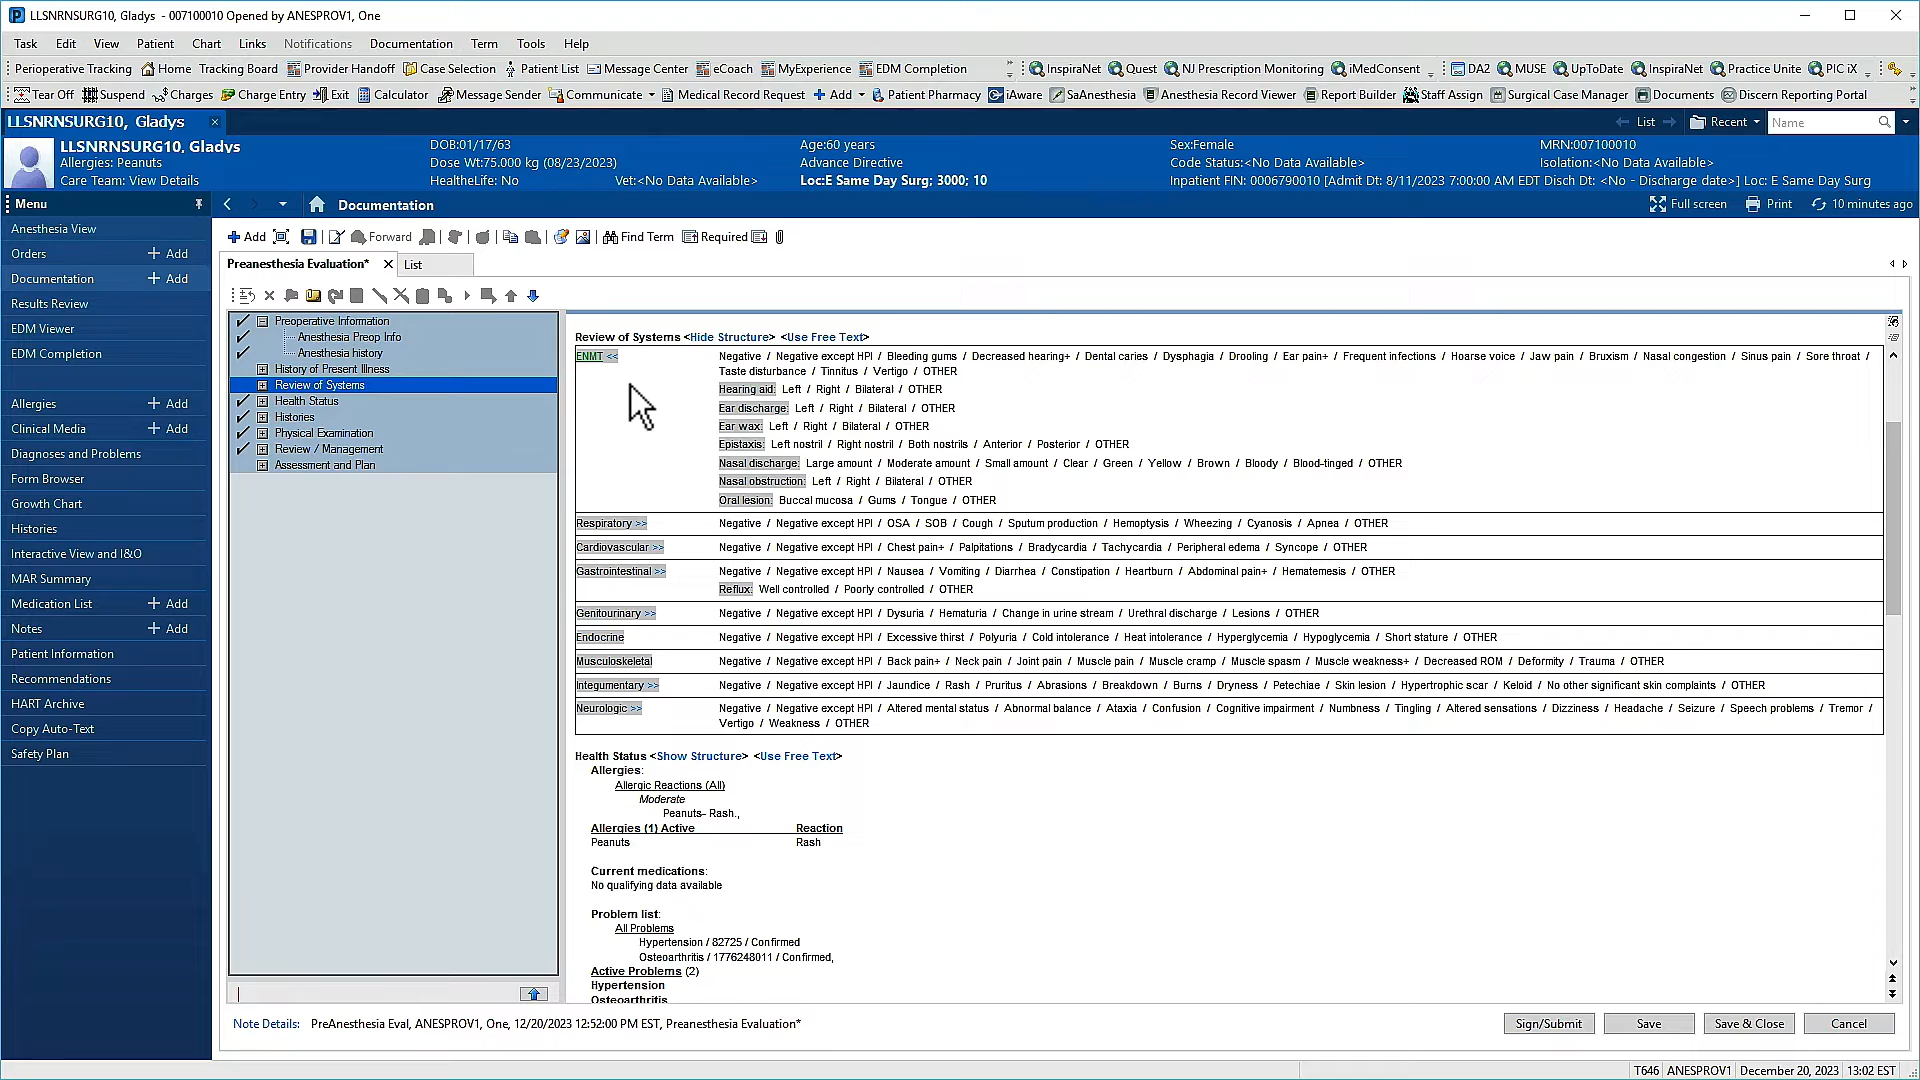 LLSNRNSURG10, Gladys - 007100010 Opened by ANESPROV1, One
Task Edit View Patient Chart Links Notifications Documentation Term Tools Help
Perioperative Tracking Home Tracking Board Provider Handoff Case Selection Patient List Message Center eCoach MyExperience EDM Completion InspiraNet Quest NJ Prescription Monitoring iMedConsent DA2 MUSE UpToDate InspiraNet Practice Unite PIC iX
Tear Off Suspend Charges Charge Entry Exit Calculator Message Sender Communicate Medical Record Request Add Patient Pharmacy iAware SaAnesthesia Anesthesia Record Viewer Report Builder Staff Assign Surgical Case Manager Documents Discern Reporting Portal
LLSNRNSURG10, Gladys × List Recent Name
LLSNRNSURG10, Gladys DOB:01/17/63 Age:60 years Sex:Female MRN:007100010
Allergies: Peanuts Dose Wt:75.000 kg (08/23/2023) Advance Directive Code Status:<No Data Available> Isolation:<No Data Available>
Care Team: View Details HealtheLife: No Vet:<No Data Available> Loc:E Same Day Surg; 3000; 10 Inpatient FIN: 0006790010 [Admit Dt: 8/11/2023 7:00:00 AM EDT Disch Dt: <No - Discharge date>] Loc: E Same Day Surg
Menu
Documentation Full screen Print 10 minutes ago
Anesthesia View
Orders + Add
Documentation + Add
Results Review
EDM Viewer
EDM Completion
Allergies + Add
Clinical Media + Add
Diagnoses and Problems
Form Browser
Growth Chart
Histories
Interactive View and I&O
MAR Summary
Medication List + Add
Notes + Add
Patient Information
Recommendations
HART Archive
Copy Auto-Text
Safety Plan
Add Forward Find Term Required
Preanesthesia Evaluation* × List
Preoperative Information
Anesthesia Preop Info
Anesthesia history
History of Present Illness
Review of Systems
Health Status
Histories
Physical Examination
Review / Management
Assessment and Plan
Review of Systems <Hide Structure> <Use Free Text>
ENMT << Negative / Negative except HPI / Bleeding gums / Decreased hearing+ / Dental caries / Dysphagia / Drooling / Ear pain+ / Frequent infections / Hoarse voice / Jaw pain / Bruxism / Nasal congestion / Sinus pain / Sore throat /
Taste disturbance / Tinnitus / Vertigo / OTHER
Hearing aid: Left / Right / Bilateral / OTHER
Ear discharge: Left / Right / Bilateral / OTHER
Ear wax: Left / Right / Bilateral / OTHER
Epistaxis: Left nostril / Right nostril / Both nostrils / Anterior / Posterior / OTHER
Nasal discharge: Large amount / Moderate amount / Small amount / Clear / Green / Yellow / Brown / Bloody / Blood-tinged / OTHER
Nasal obstruction: Left / Right / Bilateral / OTHER
Oral lesion: Buccal mucosa / Gums / Tongue / OTHER
Respiratory >> Negative / Negative except HPI / OSA / SOB / Cough / Sputum production / Hemoptysis / Wheezing / Cyanosis / Apnea / OTHER
Cardiovascular >> Negative / Negative except HPI / Chest pain+ / Palpitations / Bradycardia / Tachycardia / Peripheral edema / Syncope / OTHER
Gastrointestinal >> Negative / Negative except HPI / Nausea / Vomiting / Diarrhea / Constipation / Heartburn / Abdominal pain+ / Hematemesis / OTHER
Reflux: Well controlled / Poorly controlled / OTHER
Genitourinary >> Negative / Negative except HPI / Dysuria / Hematuria / Change in urine stream / Urethral discharge / Lesions / OTHER
Endocrine Negative / Negative except HPI / Excessive thirst / Polyuria / Cold intolerance / Heat intolerance / Hyperglycemia / Hypoglycemia / Short stature / OTHER
Musculoskeletal Negative / Negative except HPI / Back pain+ / Neck pain / Joint pain / Muscle pain / Muscle cramp / Muscle spasm / Muscle weakness+ / Decreased ROM / Deformity / Trauma / OTHER
Integumentary >> Negative / Negative except HPI / Jaundice / Rash / Pruritus / Abrasions / Breakdown / Burns / Dryness / Petechiae / Skin lesion / Hypertrophic scar / Keloid / No other significant skin complaints / OTHER
Neurologic >> Negative / Negative except HPI / Altered mental status / Abnormal balance / Ataxia / Confusion / Cognitive impairment / Numbness / Tingling / Altered sensations / Dizziness / Headache / Seizure / Speech problems / Tremor /
Vertigo / Weakness / OTHER
Health Status <Show Structure> <Use Free Text>
Allergies:
Allergic Reactions (All)
Moderate
Peanuts- Rash.,
Allergies (1) Active Reaction
Peanuts Rash
Current medications:
No qualifying data available
Problem list:
All Problems
Hypertension / 82725 / Confirmed
Osteoarthritis / 1776248011 / Confirmed,
Active Problems (2)
Hypertension
Osteoarthritis
Note Details: PreAnesthesia Eval, ANESPROV1, One, 12/20/2023 12:52:00 PM EST, Preanesthesia Evaluation*
Sign/Submit Save Save & Close Cancel
T646 ANESPROV1 December 20, 2023 13:02 EST